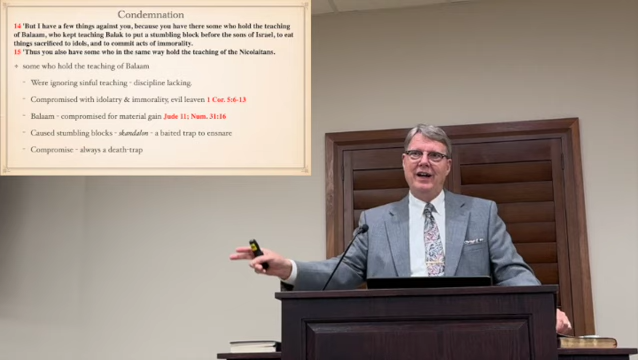 Condemnation
14 'But I have a few things against you, because you have there some who hold the teaching
of Balaam, who kept teaching Balak to put a stumbling block before the sons of Israel, to eat
things sacrificed to idols, and to commit acts of immorality.
15 'Thus you also have some who in the same way hold the teaching of the Nicolaitans.
+ some who hold the teaching of Balaam
- Were ignoring sinful teaching - discipline lacking.
- Compromised with idolatry & immorality, evil leaven 1 Cor. 5:6-13
- Balaam - compromised for material gain Jude 11; Num. 31:16
- Caused stumbling blocks - skandalon - a baited trap to ensnare
- Compromise - always a death-trap